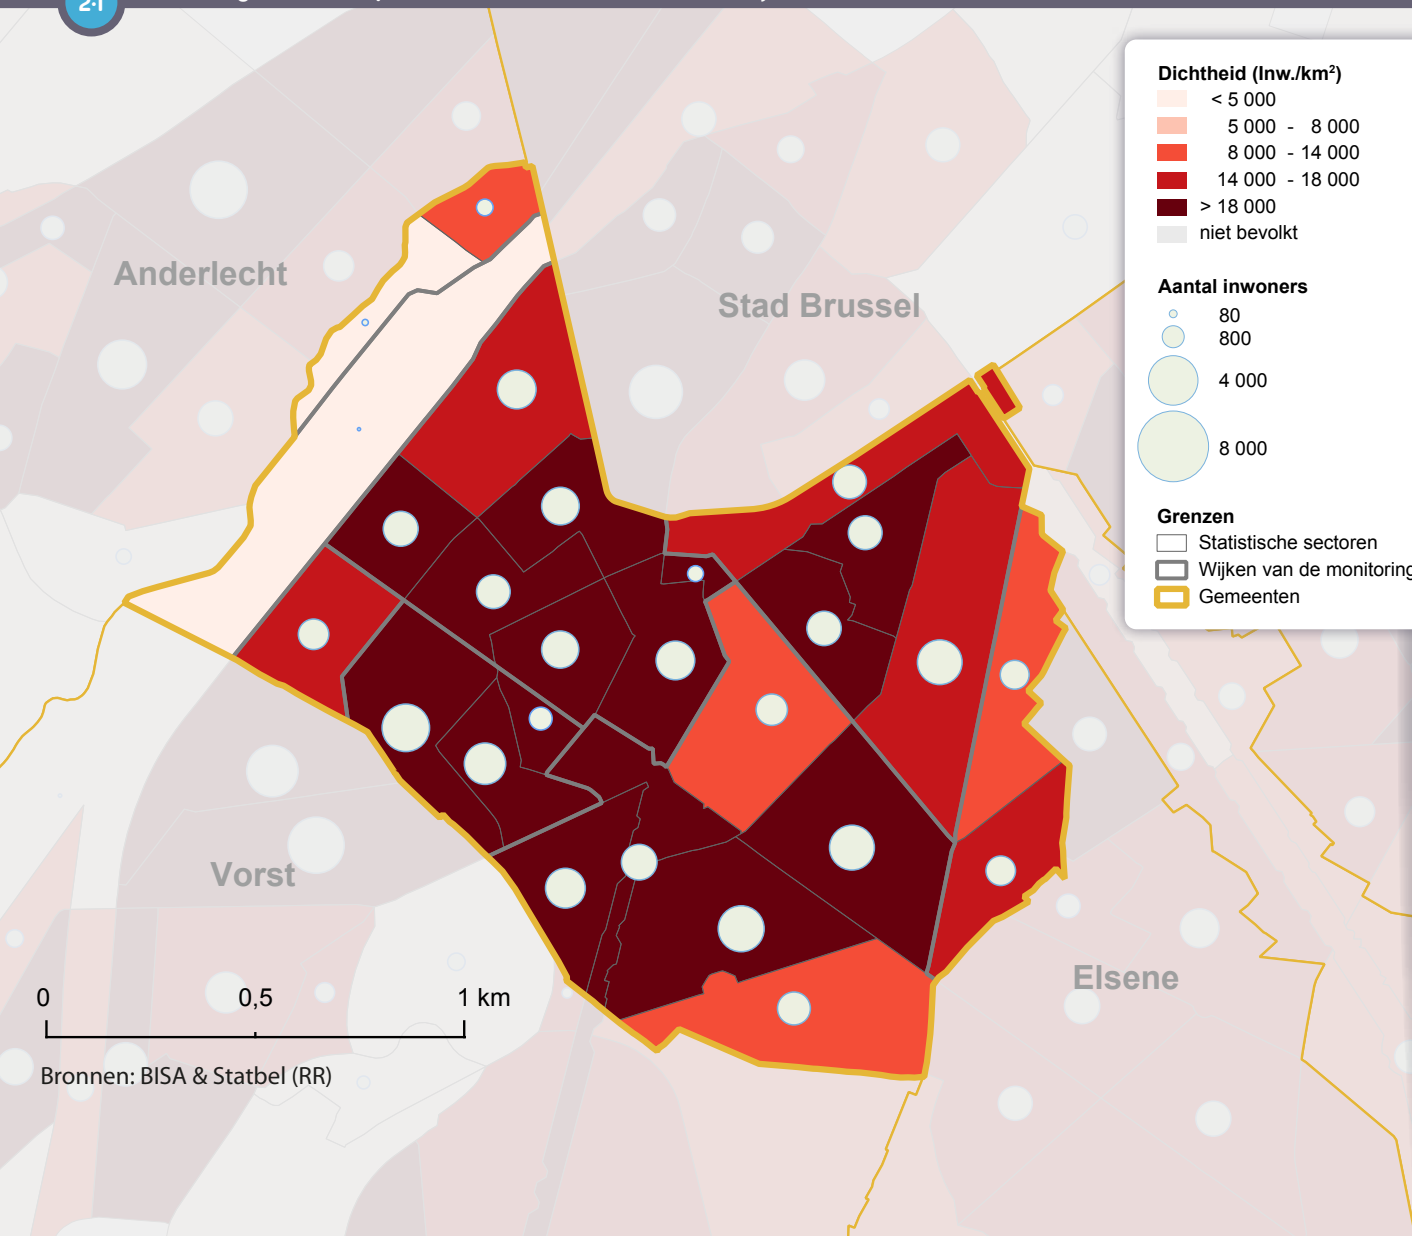 2.1
Dichtheid (Inw./km²)
< 5 000
5 000 - 8 000
8 000 - 14 000
14 000 - 18 000
> 18 000
niet bevolkt
Aantal inwoners
80
800
4 000
8 000
Grenzen
Statistische sectoren
Wijken van de monitoring
Gemeenten
Anderlecht
Stad Brussel
Vorst
Elsene
0 0,5 1 km
Bronnen: BISA & Statbel (RR)